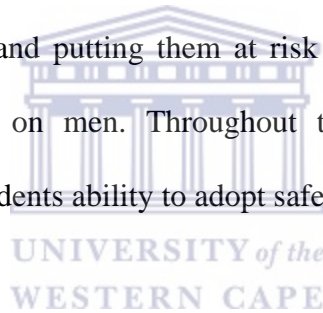 and putting them at risk
on men. Throughout t
dents ability to adopt safe
UNIVERSITY of the
WESTERN CAPE